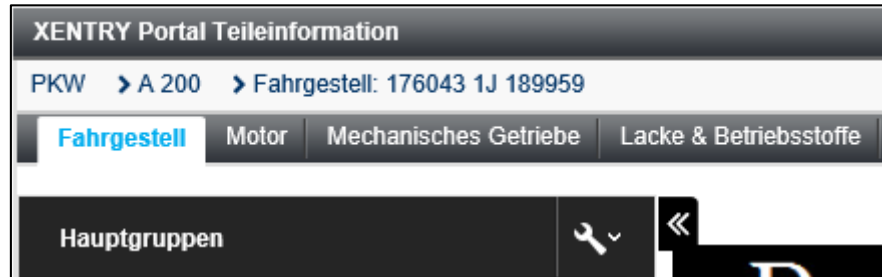 XENTRY Portal Teileinformation
PKW > A 200 > Fahrgestell: 176043 1J 189959
Fahrgestell Motor Mechanisches Getriebe Lacke & Betriebsstoffe
Hauptgruppen